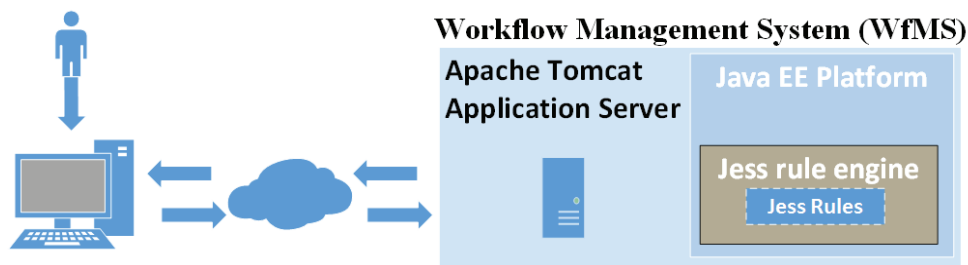 Workflow Management System (WfMS)
Apache Tomcat
Application Server
Java EE Platform
Jess rule engine
Jess Rules